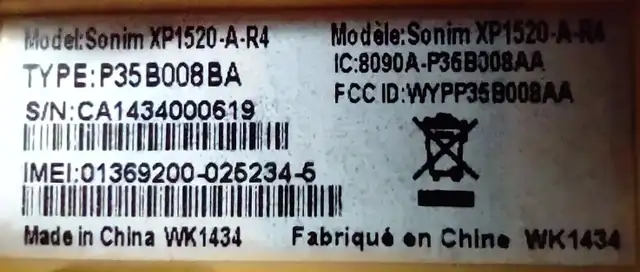 Model:Sonim XP1520-A-R4
TYPE:P35B008BA
S/N:CA1434000619
IMEI:01369200-025234-5
Made in China WK1434
Modèle:Sonim XP1520-A-R4
IC:8090A-P35B008AA
FCC ID:WYPP35B008AA
Fabriqué en Chine WK1434